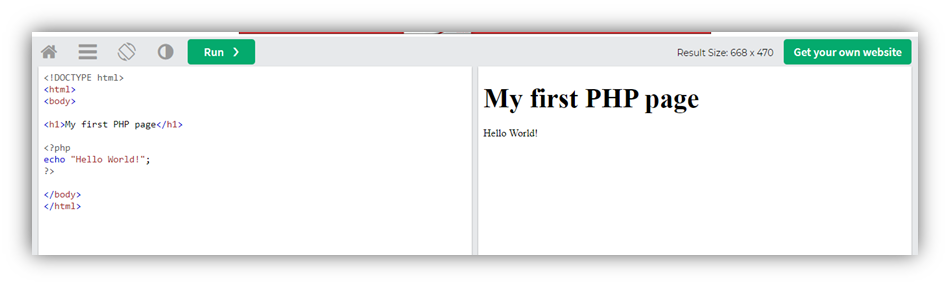 Run ❯
Result Size: 668 x 470
Get your own website
<!DOCTYPE html>
<html>
<body>
<h1>My first PHP page</h1>
<?php
echo "Hello World!";
?>
</body>
</html>
My first PHP page
Hello World!